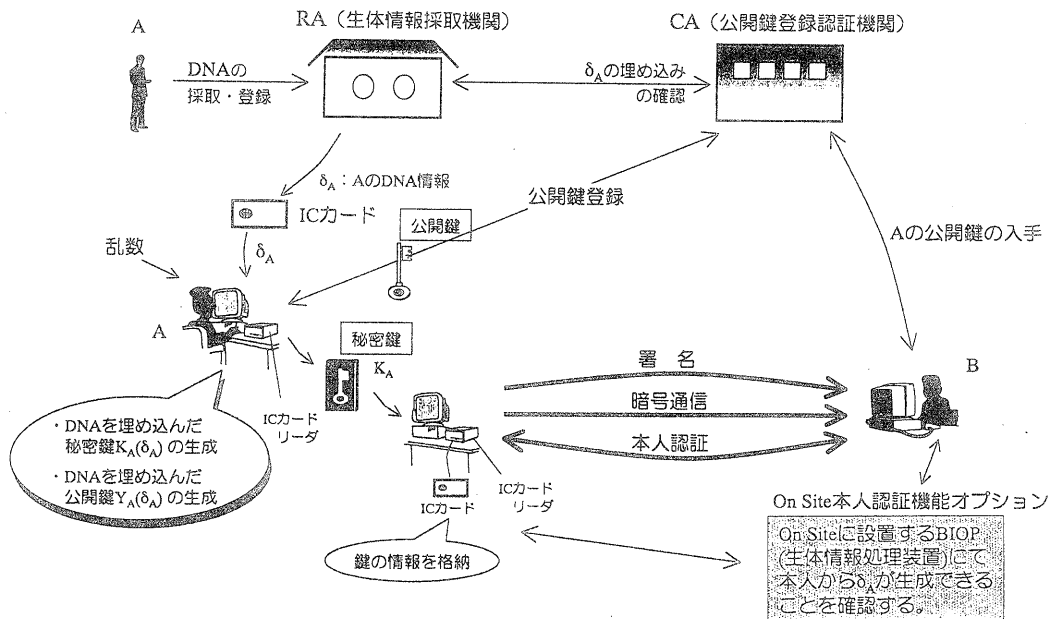 RA（生体情報採取機関）
CA（公開鍵登録認証機関）
A
DNAの
採取・登録
δAの埋め込み
の確認
δA：AのDNA情報
ICカード
公開鍵登録
公開鍵
Aの公開鍵の入手
乱数
δA
A
秘密鍵
KA
B
署 名
暗号通信
本人認証
ICカード
リーダ
・DNAを埋め込んだ
秘密鍵KA(δA) の生成
・DNAを埋め込んだ
公開鍵YA(δA) の生成
ICカード
ICカード
リーダ
鍵の情報を格納
On Site本人認証機能オプション
On Siteに設置するBIOP
(生体情報処理装置)にて
本人からδAが生成できる
ことを確認する。